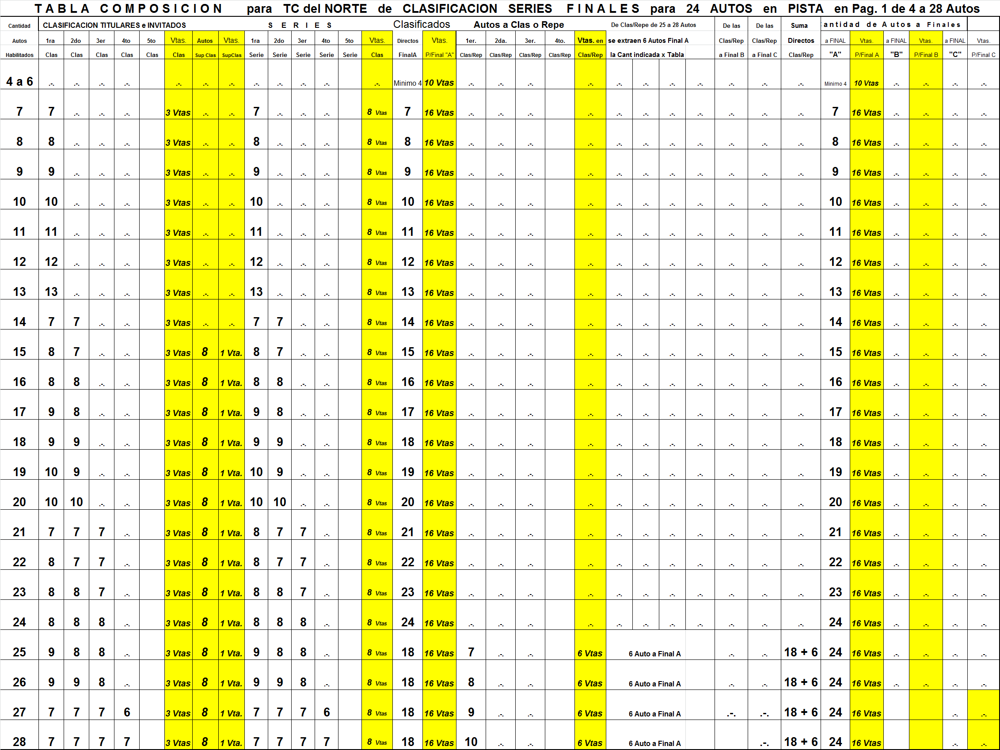 T A B L A C O M P O S I C I O N para TC del NORTE de CLASIFICACION SERIES F I N A L E S para 24 AUTOS en PISTA en Pag. 1 de 4 a 28 Autos
Cantidad CLASIFICACION TITULARES e INVITADOS S E R I E S Clasificados Autos a Clas o Repe De Clas/Repe de 25 a 28 Autos De las De las Suma antidad de Autos a Finales
Autos 1ra 2do 3er 4to 5to Vtas. Autos Vtas. 1ra 2do 3er 4to 5to Vtas. Directos Vtas. 1er. 2da. 3er. 4to. Vtas. en se extraen 6 Autos Final A Clas/Rep Clas/Rep Directos a FINAL Vtas. a FINAL Vtas. a FINAL Vtas.
Habilitados Clas Clas Clas Clas Clas Clas Sup Clas SupClas Serie Serie Serie Serie Serie Clas FinalA P/Final "A" Clas/Rep Clas/Rep Clas/Rep Clas/Rep Clas/Rep la Cant indicada x Tabla a Final B a Final C Clas/Rep "A" P/Final A "B" P/Final B "C" P/Final C
4 a 6 .-. .-. .-. .-. .-. .-. .-. .-. .-. .-. .-. .-. Minimo 4 10 Vtas .-. .-. .-. .-. .-. .-. .-. .-. .-. .-. .-. .-. Minimo 4 10 Vtas .-. .-. .-. .-.
7 7 .-. .-. .-. 3 Vtas .-. .-. 7 .-. .-. .-. 8 Vtas 7 16 Vtas .-. .-. .-. .-. .-. .-. .-. .-. .-. .-. .-. 7 16 Vtas .-. .-. .-. .-.
8 8 .-. .-. .-. 3 Vtas .-. .-. 8 .-. .-. .-. 8 Vtas 8 16 Vtas .-. .-. .-. .-. .-. .-. .-. .-. .-. .-. .-. 8 16 Vtas .-. .-. .-. .-.
9 9 .-. .-. .-. 3 Vtas .-. .-. 9 .-. .-. .-. 8 Vtas 9 16 Vtas .-. .-. .-. .-. .-. .-. .-. .-. .-. .-. .-. 9 16 Vtas .-. .-. .-. .-.
10 10 .-. .-. .-. 3 Vtas .-. .-. 10 .-. .-. .-. 8 Vtas 10 16 Vtas .-. .-. .-. .-. .-. .-. .-. .-. .-. .-. .-. 10 16 Vtas .-. .-. .-. .-.
11 11 .-. .-. .-. 3 Vtas .-. .-. 11 .-. .-. .-. 8 Vtas 11 16 Vtas .-. .-. .-. .-. .-. .-. .-. .-. .-. .-. .-. 11 16 Vtas .-. .-. .-. .-.
12 12 .-. .-. .-. 3 Vtas .-. .-. 12 .-. .-. .-. 8 Vtas 12 16 Vtas .-. .-. .-. .-. .-. .-. .-. .-. .-. .-. .-. 12 16 Vtas .-. .-. .-. .-.
13 13 .-. .-. .-. 3 Vtas .-. .-. 13 .-. .-. .-. 8 Vtas 13 16 Vtas .-. .-. .-. .-. .-. .-. .-. .-. .-. .-. .-. 13 16 Vtas .-. .-. .-. .-.
14 7 7 .-. .-. 3 Vtas .-. .-. 7 7 .-. .-. 8 Vtas 14 16 Vtas .-. .-. .-. .-. .-. .-. .-. .-. .-. .-. .-. 14 16 Vtas .-. .-. .-. .-.
15 8 7 .-. .-. 3 Vtas 8 1 Vta. 8 7 .-. .-. 8 Vtas 15 16 Vtas .-. .-. .-. .-. .-. .-. .-. .-. .-. .-. .-. 15 16 Vtas .-. .-. .-. .-.
16 8 8 .-. .-. 3 Vtas 8 1 Vta. 8 8 .-. .-. 8 Vtas 16 16 Vtas .-. .-. .-. .-. .-. .-. .-. .-. .-. .-. .-. 16 16 Vtas .-. .-. .-. .-.
17 9 8 .-. .-. 3 Vtas 8 1 Vta. 9 8 .-. .-. 8 Vtas 17 16 Vtas .-. .-. .-. .-. .-. .-. .-. .-. .-. .-. .-. 17 16 Vtas .-. .-. .-. .-.
18 9 9 .-. .-. 3 Vtas 8 1 Vta. 9 9 .-. .-. 8 Vtas 18 16 Vtas .-. .-. .-. .-. .-. .-. .-. .-. .-. .-. .-. 18 16 Vtas .-. .-. .-. .-.
19 10 9 .-. .-. 3 Vtas 8 1 Vta. 10 9 .-. .-. 8 Vtas 19 16 Vtas .-. .-. .-. .-. .-. .-. .-. .-. .-. .-. .-. 19 16 Vtas .-. .-. .-. .-.
20 10 10 .-. .-. 3 Vtas 8 1 Vta. 10 10 .-. .-. 8 Vtas 20 16 Vtas .-. .-. .-. .-. .-. .-. .-. .-. .-. .-. .-. 20 16 Vtas .-. .-. .-. .-.
21 7 7 7 .-. 3 Vtas 8 1 Vta. 8 7 7 .-. 8 Vtas 21 16 Vtas .-. .-. .-. .-. .-. .-. .-. .-. .-. .-. .-. 21 16 Vtas .-. .-. .-. .-.
22 8 7 7 .-. 3 Vtas 8 1 Vta. 8 7 7 .-. 8 Vtas 22 16 Vtas .-. .-. .-. .-. .-. .-. .-. .-. .-. .-. .-. 22 16 Vtas .-. .-. .-. .-.
23 8 8 7 .-. 3 Vtas 8 1 Vta. 8 8 7 .-. 8 Vtas 23 16 Vtas .-. .-. .-. .-. .-. .-. .-. .-. .-. .-. .-. 23 16 Vtas .-. .-. .-. .-.
24 8 8 8 .-. 3 Vtas 8 1 Vta. 8 8 8 .-. 8 Vtas 24 16 Vtas .-. .-. .-. .-. .-. .-. .-. .-. .-. .-. .-. 24 16 Vtas .-. .-. .-. .-.
25 9 8 8 .-. 3 Vtas 8 1 Vta. 9 8 8 .-. 8 Vtas 18 16 Vtas 7 .-. .-. 6 Vtas 6 Auto a Final A .-. .-. 18 + 6 24 16 Vtas .-. .-. .-. .-.
26 9 9 8 .-. 3 Vtas 8 1 Vta. 9 9 8 .-. 8 Vtas 18 16 Vtas 8 .-. .-. 6 Vtas 6 Auto a Final A .-. .-. 18 + 6 24 16 Vtas .-. .-. .-. .-.
27 7 7 7 6 3 Vtas 8 1 Vta. 7 7 7 6 8 Vtas 18 16 Vtas 9 .-. .-. 6 Vtas 6 Auto a Final A .-. .-. 18 + 6 24 16 Vtas .-. .-.
28 7 7 7 7 3 Vtas 8 1 Vta. 7 7 7 7 8 Vtas 18 16 Vtas 10 .-. .-. 6 Vtas 6 Auto a Final A .-. 18 + 6 24 16 Vtas .-. .-.